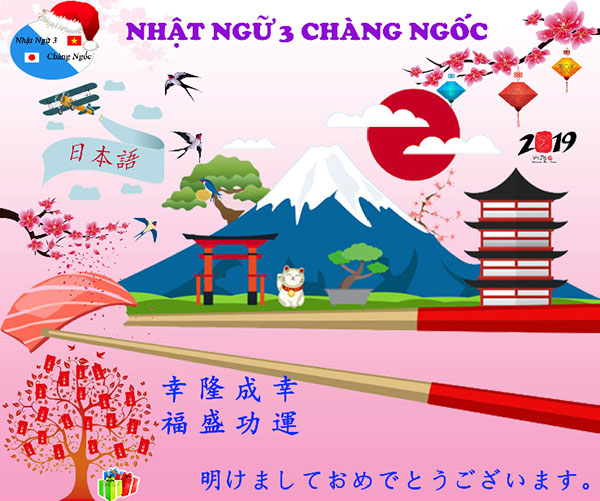 NHẬT NGỮ 3 CHÀNG NGỐC
Nhật Ngữ 3
Chàng Ngốc
日本語
2019
幸隆成幸
福盛功運
明けましておめでとうございます。